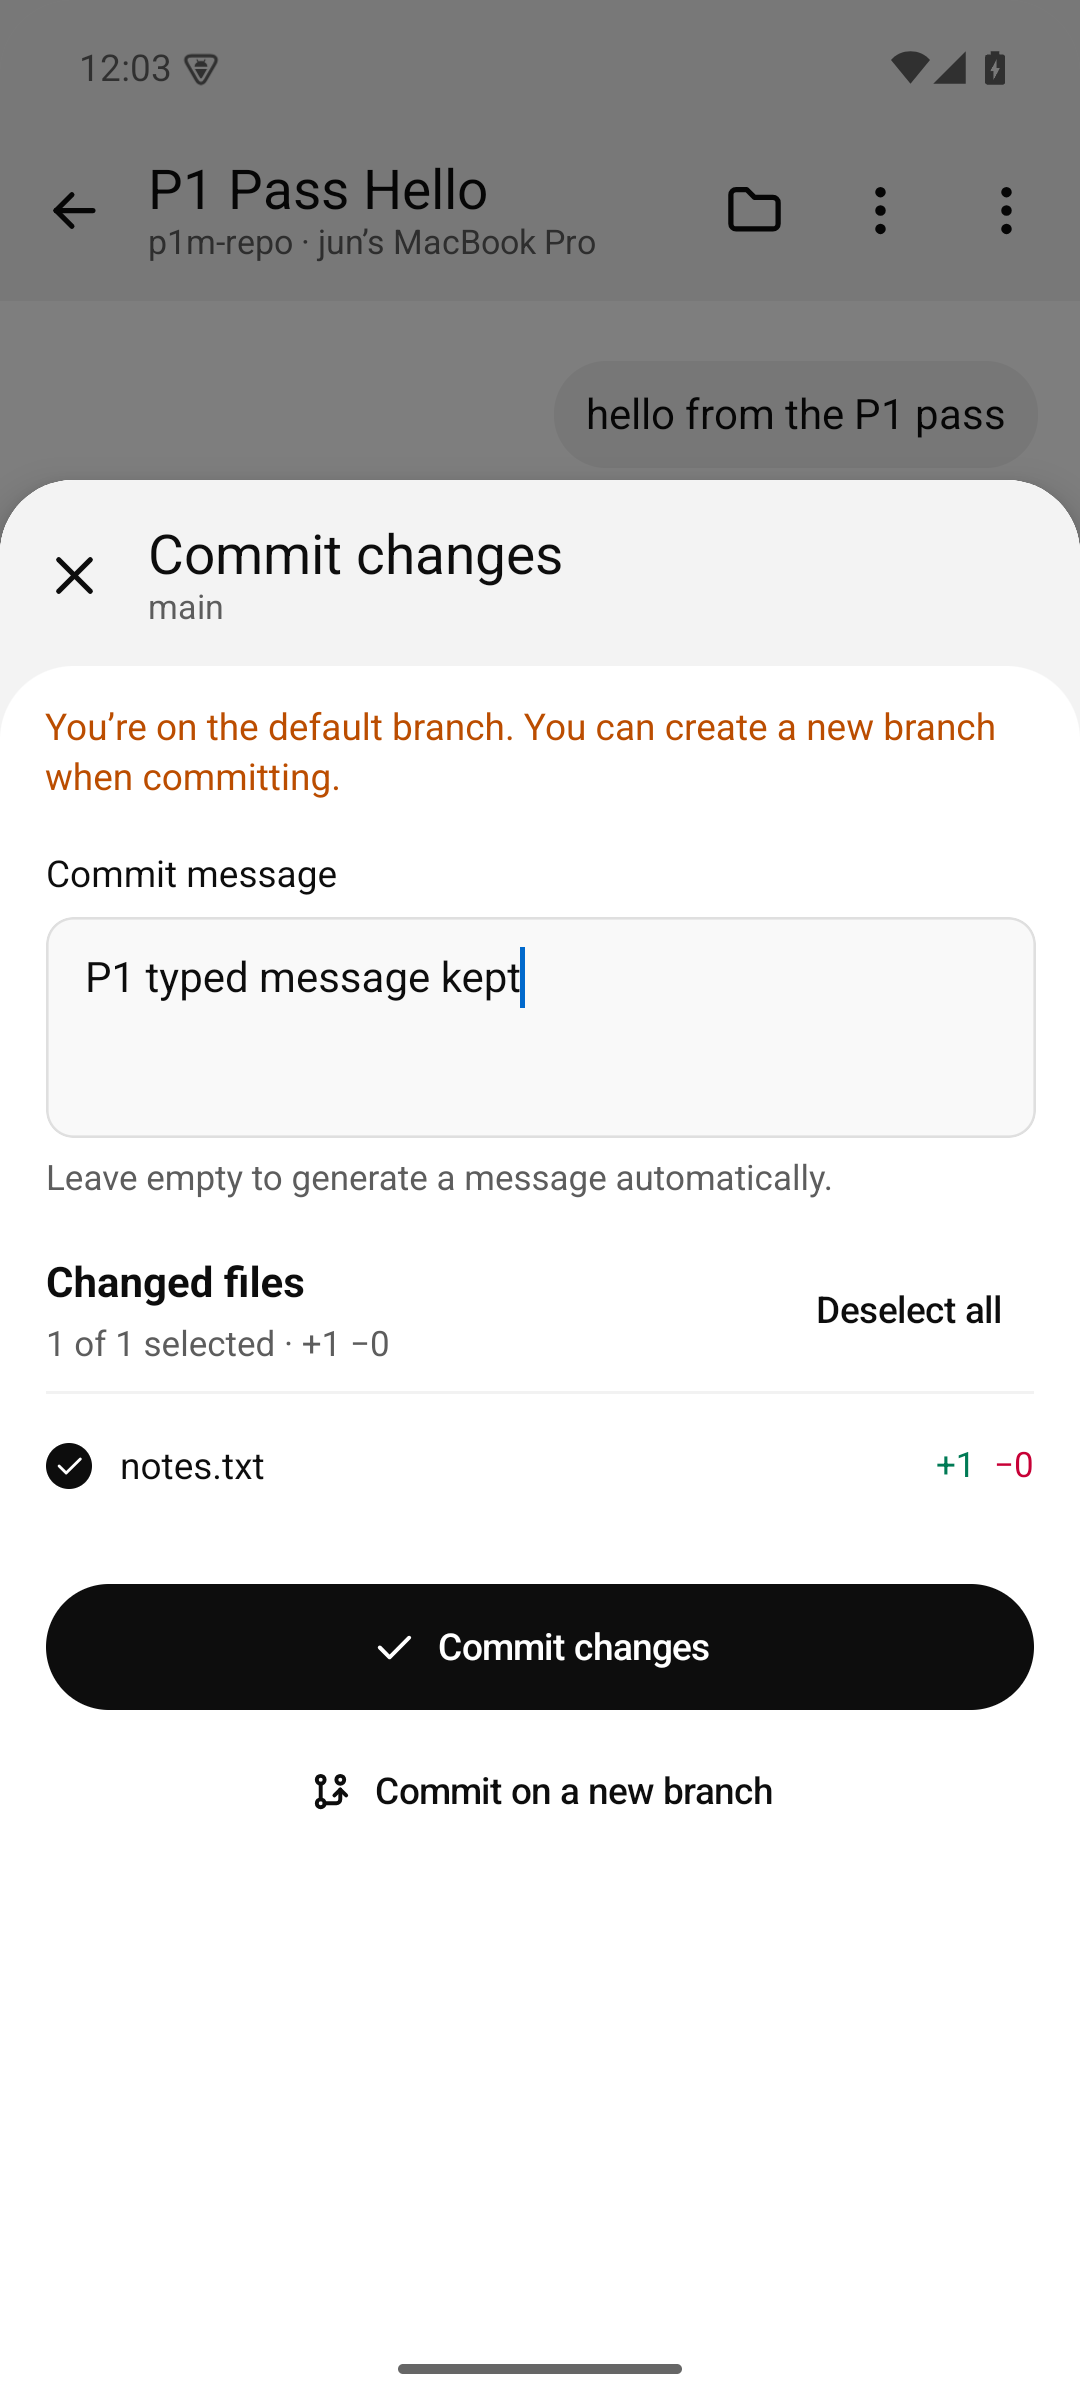 12:03
P1 Pass Hello
p1m-repo · jun’s MacBook Pro
hello from the P1 pass
Commit changes
main
You’re on the default branch. You can create a new branch
when committing.
Commit message
P1 typed message kept
Leave empty to generate a message automatically.
Changed files
Deselect all
1 of 1 selected · +1 −0
notes.txt +1 −0
Commit changes
Commit on a new branch